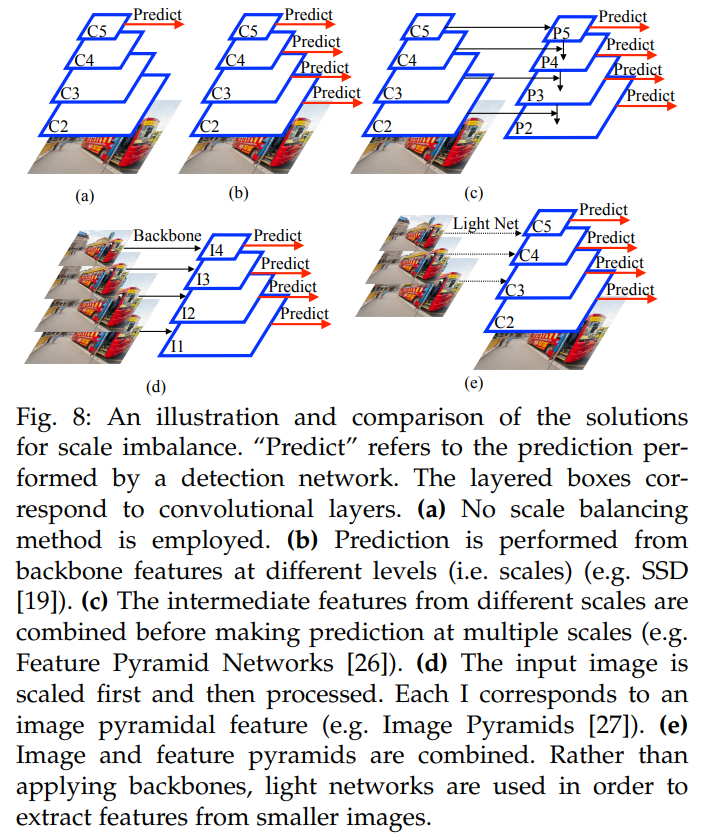 Predict
C5
C4
C3
C2
(a)
Predict
Predict
Predict
Predict
C5
C4
C3
C2
(b)
Predict
Predict
Predict
Predict
C5
C4
C3
C2
P5
P4
P3
P2
(c)
Backbone
Predict
Predict
Predict
Predict
I4
I3
I2
I1
(d)
Light Net
Predict
Predict
Predict
Predict
C5
C4
C3
C2
(e)
Fig. 8: An illustration and comparison of the solutions
for scale imbalance. “Predict” refers to the prediction per-
formed by a detection network. The layered boxes cor-
respond to convolutional layers. (a) No scale balancing
method is employed. (b) Prediction is performed from
backbone features at different levels (i.e. scales) (e.g. SSD
[19]). (c) The intermediate features from different scales are
combined before making prediction at multiple scales (e.g.
Feature Pyramid Networks [26]). (d) The input image is
scaled first and then processed. Each I corresponds to an
image pyramidal feature (e.g. Image Pyramids [27]). (e)
Image and feature pyramids are combined. Rather than
applying backbones, light networks are used in order to
extract features from smaller images.